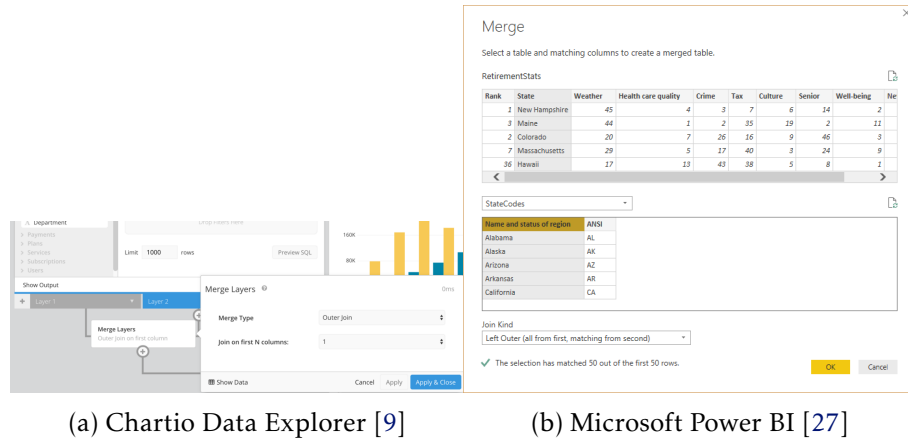 Department
Payments
Plans
Services
Subscriptions
Users
Drop Filters Here
Limit 1000 rows
Preview SQL
160K
80K
Show Output
+ Layer 1 Layer 2
Merge Layers
Outer join on first column
Merge Layers 0ms
Merge Type Outer Join
Join on first N columns: 1
Show Data Cancel Apply Apply & Close
(a) Chartio Data Explorer [9]
Merge
Select a table and matching columns to create a merged table.
RetirementStats
Rank State Weather Health care quality Crime Tax Culture Senior Well-being Ne
1 New Hampshire 45 4 3 7 6 14 2
3 Maine 44 1 2 35 19 2 11
2 Colorado 20 7 26 16 9 46 3
7 Massachusetts 29 5 17 40 3 24 9
36 Hawaii 17 13 43 38 5 8 1
StateCodes
Name and status of region ANSI
Alabama AL
Alaska AK
Arizona AZ
Arkansas AR
California CA
Join Kind
Left Outer (all from first, matching from second)
The selection has matched 50 out of the first 50 rows.
OK Cancel
(b) Microsoft Power BI [27]